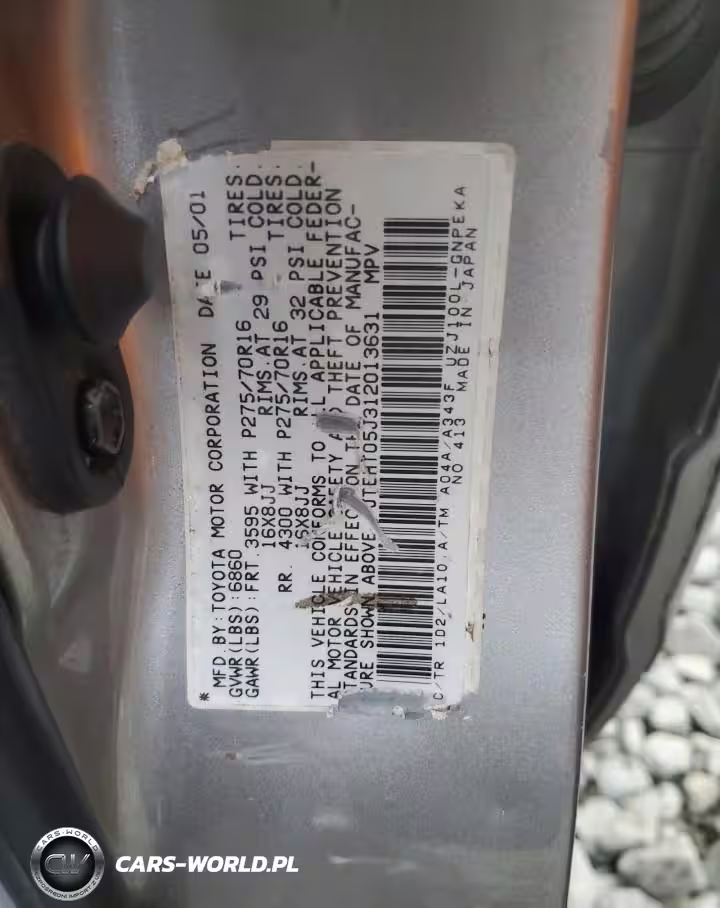 * MFD BY: TOYOTA MOTOR CORPORATION DATE 05/01
GVWR(LBS):6860
GAWR(LBS):FRT. 3595 WITH P275/70R16 TIRES:
16X8JJ RIMS.AT 29 PSI COLD.
RR. 4300 WITH P275/70R16 TIRES:
16X8JJ RIMS.AT 32 PSI COLD.
THIS VEHICLE CONFORMS TO ALL APPLICABLE FEDER-
AL MOTOR VEHICLE SAFETY AND THEFT PREVENTION
STANDARDS IN EFFECT ON THE DATE OF MANUFAC-
URE SHOWN ABOVE. JTEHT05J312013631 MPV
C/TR 1D2/LA10,A/TM A04A/A343F UZJ100L-GNPEKA
NO 413 MADE IN JAPAN
CARS-WORLD
CW
CARS-WORLD.PL